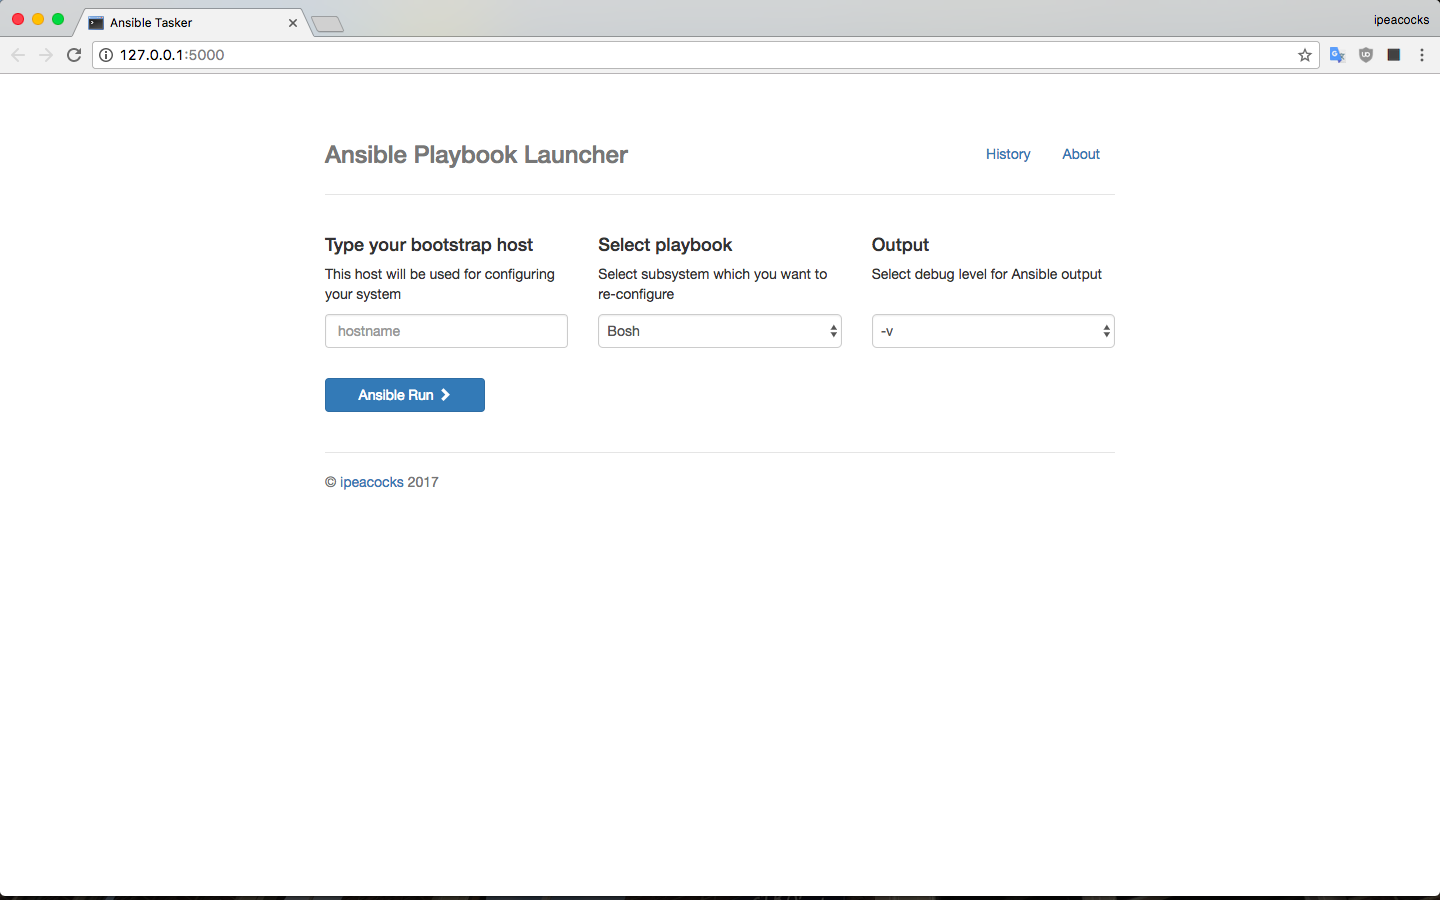 Ansible Tasker
ipeacocks
127.0.0.1:5000
Ansible Playbook Launcher
History
About
Type your bootstrap host
This host will be used for configuring
your system
hostname
Select playbook
Select subsystem which you want to
re-configure
Bosh
Output
Select debug level for Ansible output
-v
Ansible Run
© ipeacocks 2017